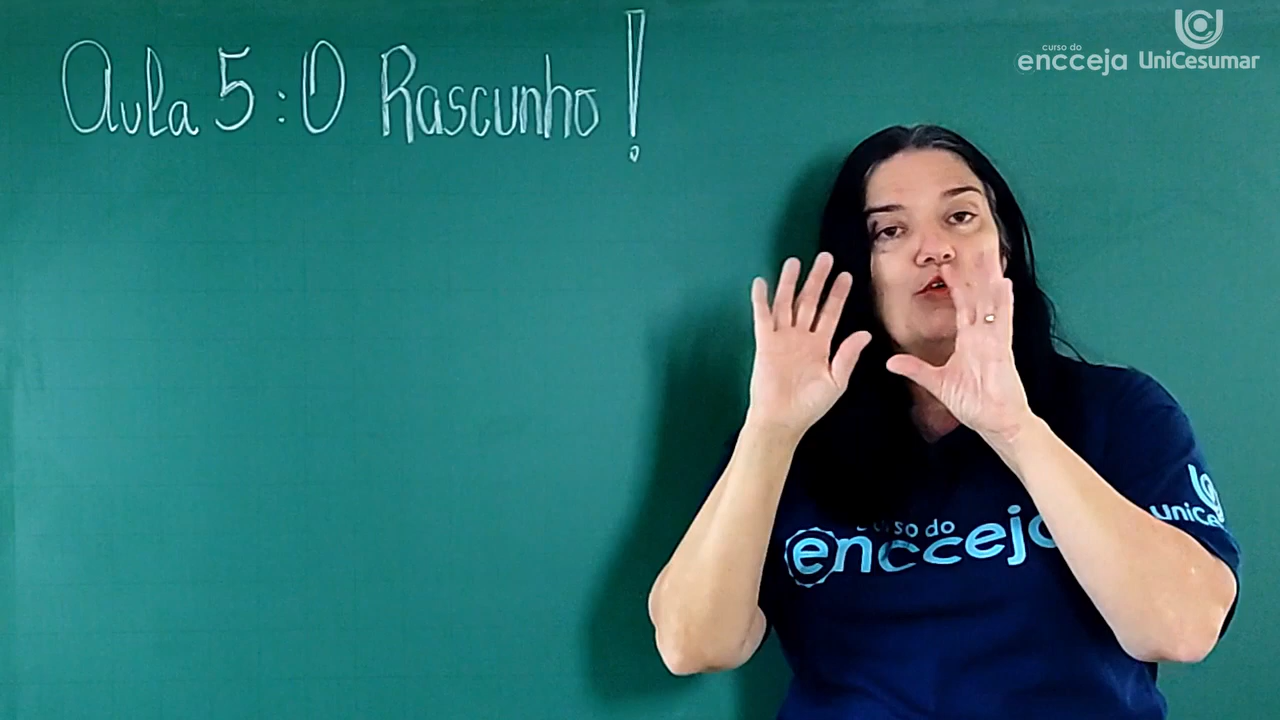 Aula 5: O Rascunho!
curso do
encceja UniCesumar
curso do
encceja
unice